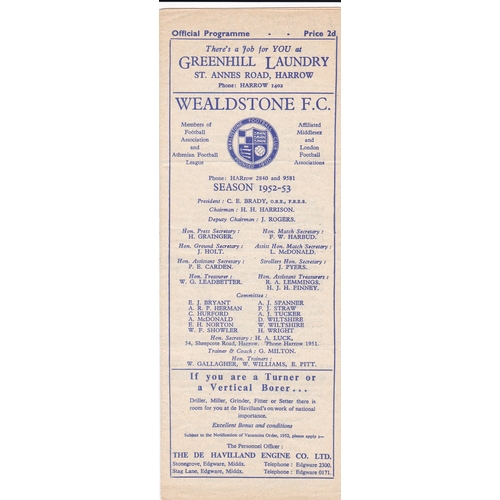 Official Programme - - Price 2d
There's a Job for YOU at
GREENHILL LAUNDRY
ST. ANNES ROAD, HARROW
Phone: HARROW 1402
WEALDSTONE F.C.
Members of
Football
Association
and
Athenian Football
League
Affiliated
Middlesex
and
London
Football
Associations
Phone: HARrow 2840 and 9581
SEASON 1952-53
President: C. E. BRADY, O.B.E., F.R.E.S.
Chairman: H. H. HARRISON.
Deputy Chairman: J. ROGERS.
Hon. Press Secretary:
H. GRAINGER.
Hon. Match Secretary:
F. W. HARBUD.
Hon. Ground Secretary:
J. HOLT.
Assist Hon. Match Secretary:
L. McDONALD.
Hon. Assistant Secretary:
P. E. CARDEN.
Strollers Hon. Secretary:
J. PYERS.
Hon. Treasurer:
W. G. LEADBETTER.
Hon. Assistant Treasurers:
R. A. LEMMINGS.
H. J. H. FINNEY.
Committee:
E. J. BRYANT
A. R. P. HERMAN
C. HURFORD
A. McDONALD
E. H. NORTON
W. F. SHOWLER
A. J. SPANNER
F. J. STRAW
A. J. TUCKER
D. WILTSHIRE
W. WILTSHIRE
H. WRIGHT
Hon. Secretary: H. A. LUCK,
54, Sheepcote Road, Harrow. Phone Harrow 1951.
Trainer & Coach: G. MILTON.
Hon. Trainers:
W. GALLAGHER, W. WILLIAMS, E. PITT.
If you are a Turner or
a Vertical Borer...
Driller, Miller, Grinder, Fitter or Setter there is
room for you at de Havilland's on work of national
importance.
Excellent Bonus and conditions
Subject to the Notification of Vacancies Order, 1952, please apply :—
The Personnel Officer:
THE DE HAVILLAND ENGINE CO. LTD.
Stonegrove, Edgware, Middx. Telephone: Edgware 2300.
Stag Lane, Edgware, Middx. Telephone: Edgware 0171.